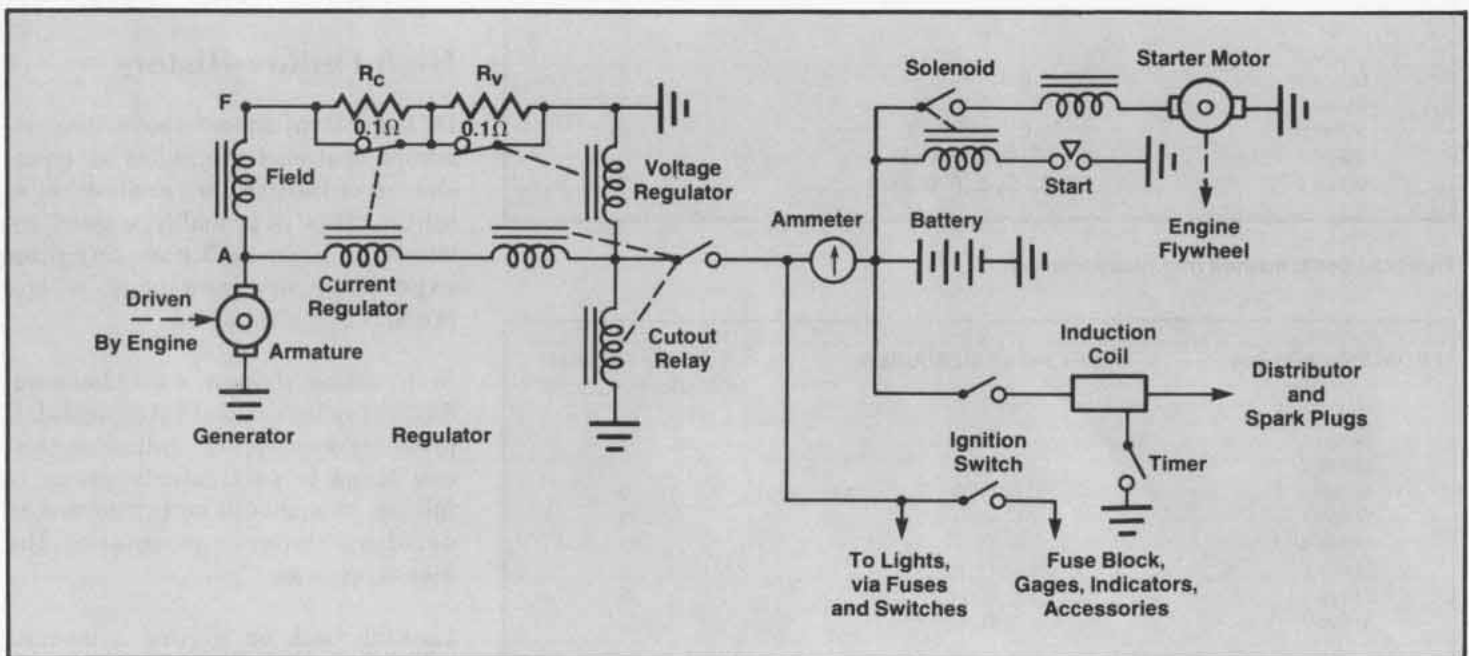 Solenoid
Starter Motor
R_C
R_V
F
0.1Ω
0.1Ω
Field
Voltage
Regulator
Start
Ammeter
Battery
Engine
Flywheel
A
Driven
By Engine
Current
Regulator
Armature
Cutout
Relay
Induction
Coil
Distributor
and
Spark Plugs
Generator
Regulator
Ignition
Switch
Timer
To Lights,
via Fuses
and Switches
Fuse Block,
Gages, Indicators,
Accessories